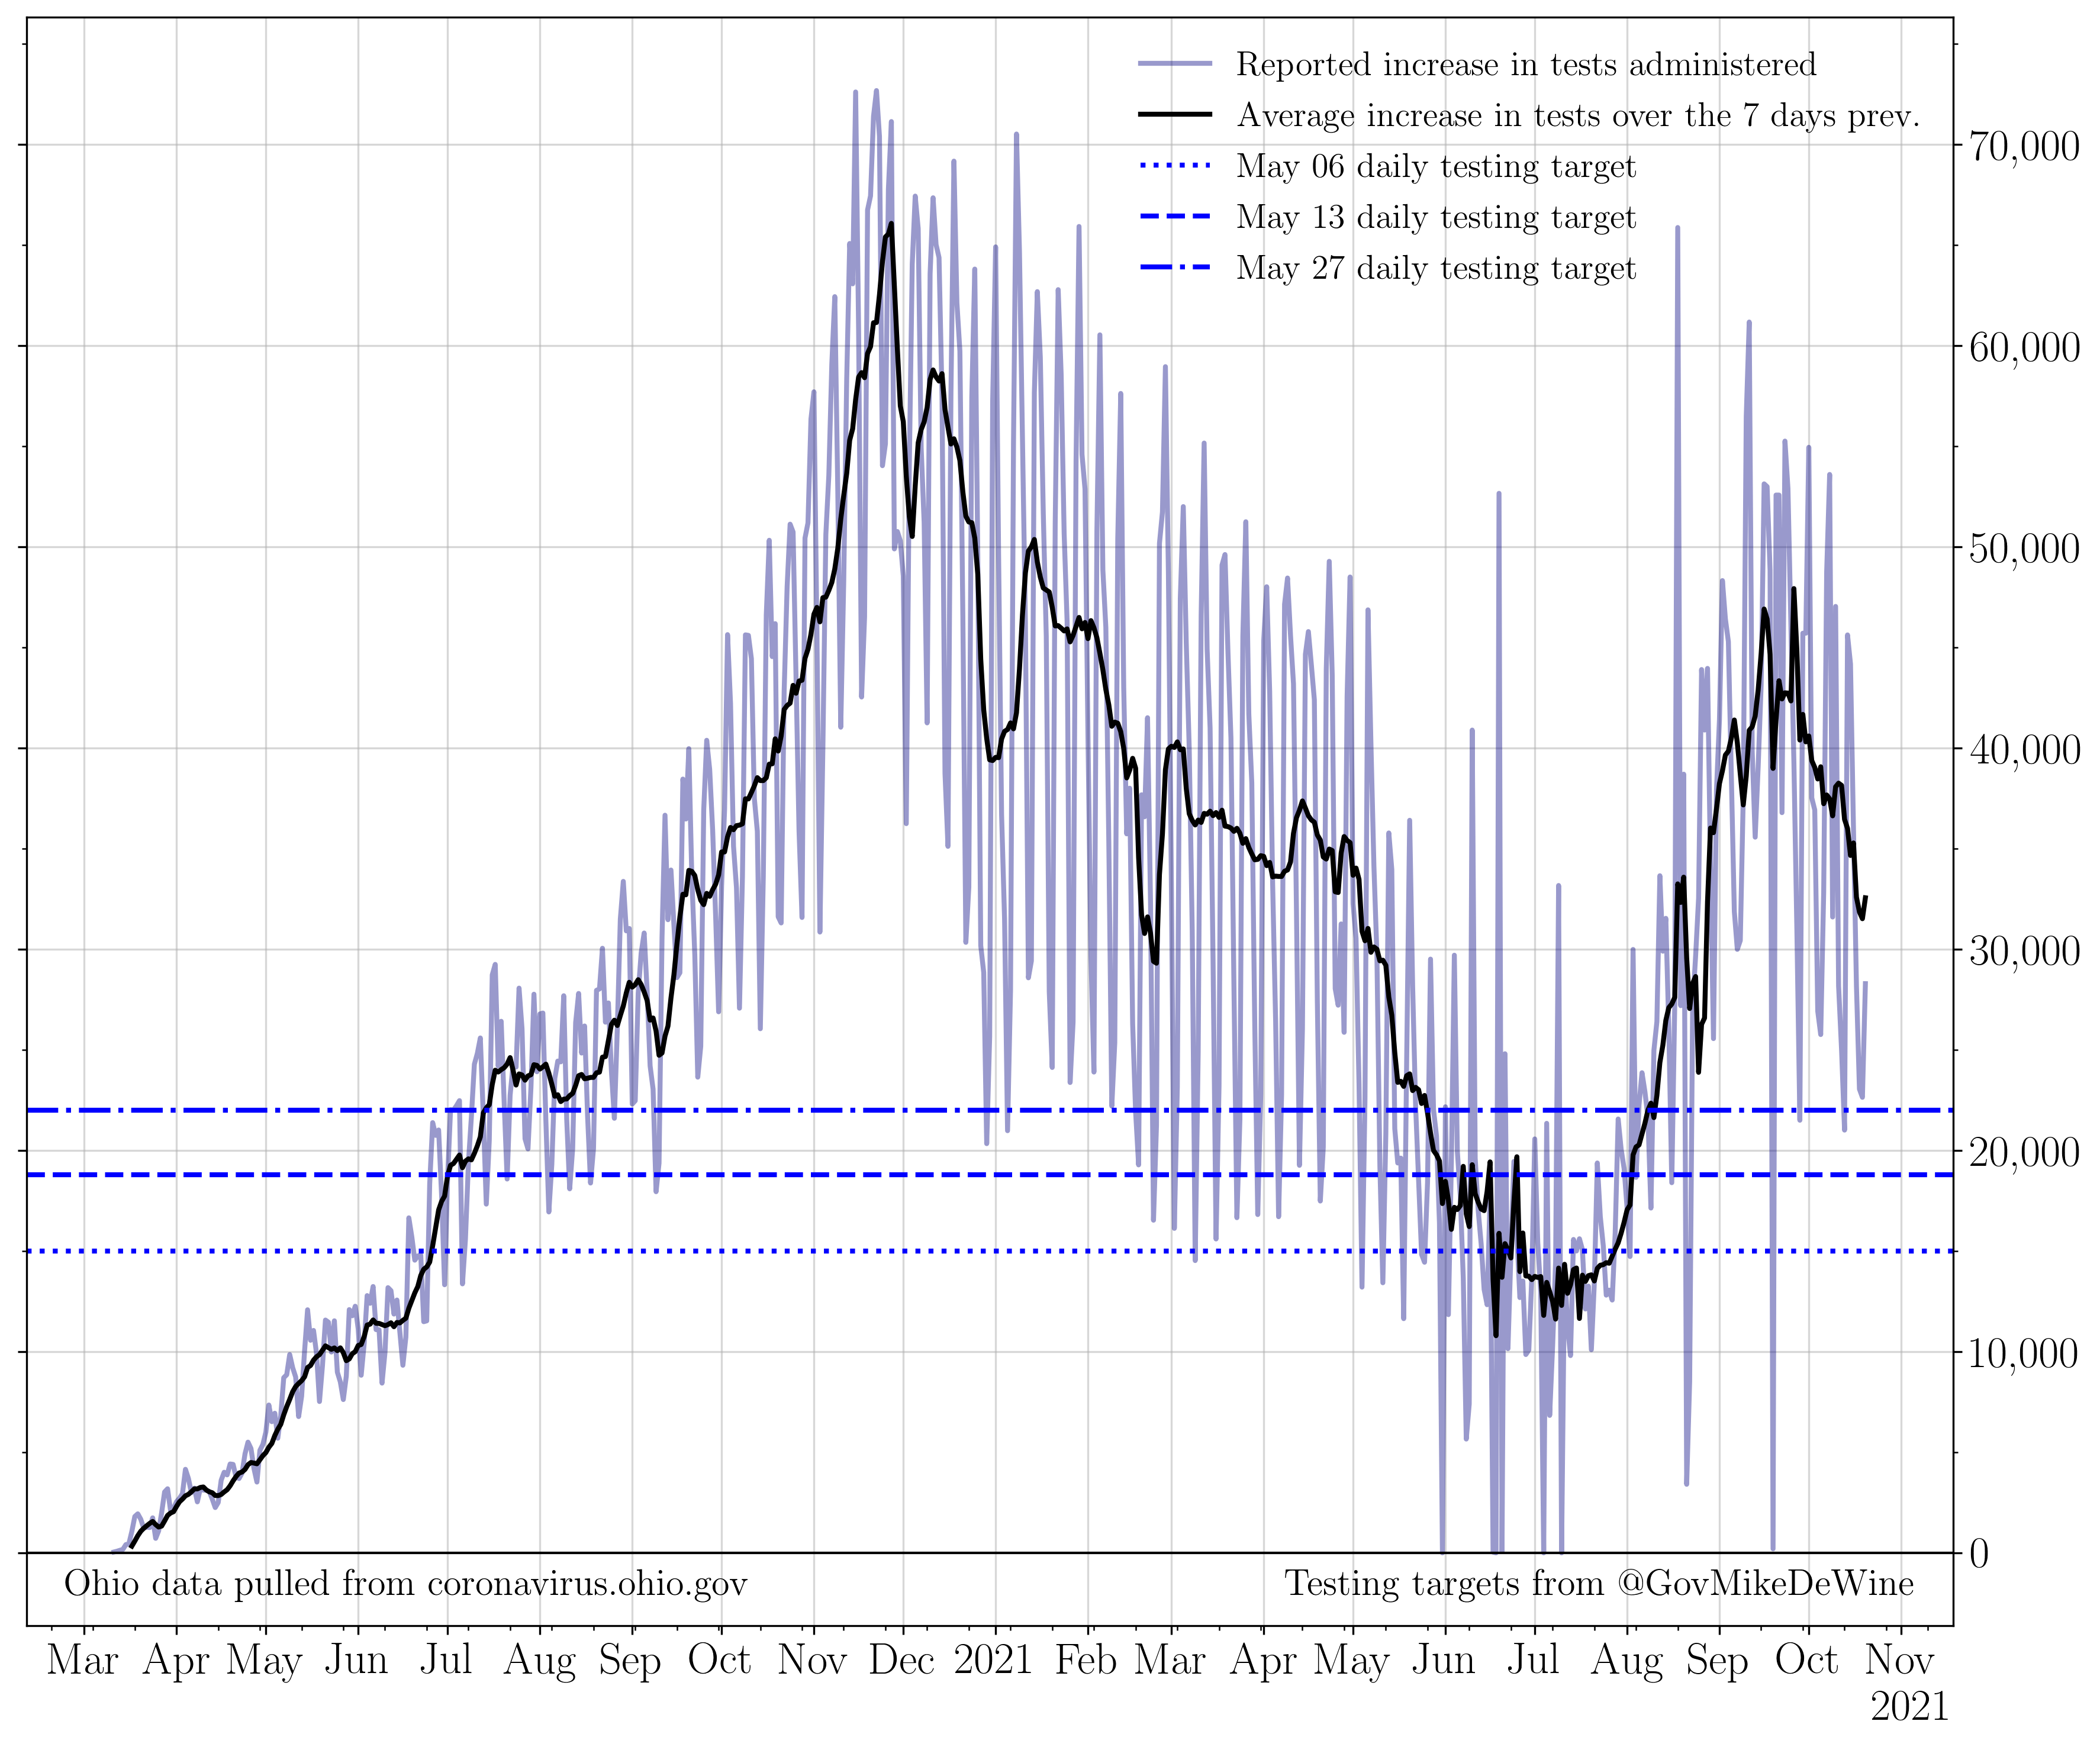 Reported increase in tests administered
Average increase in tests over the 7 days prev.
May 06 daily testing target
May 13 daily testing target
May 27 daily testing target
70,000
60,000
50,000
40,000
30,000
20,000
10,000
0
Ohio data pulled from coronavirus.ohio.gov
Testing targets from @GovMikeDeWine
Mar Apr May Jun Jul Aug Sep Oct Nov Dec 2021 Feb Mar Apr May Jun Jul Aug Sep Oct Nov
2021